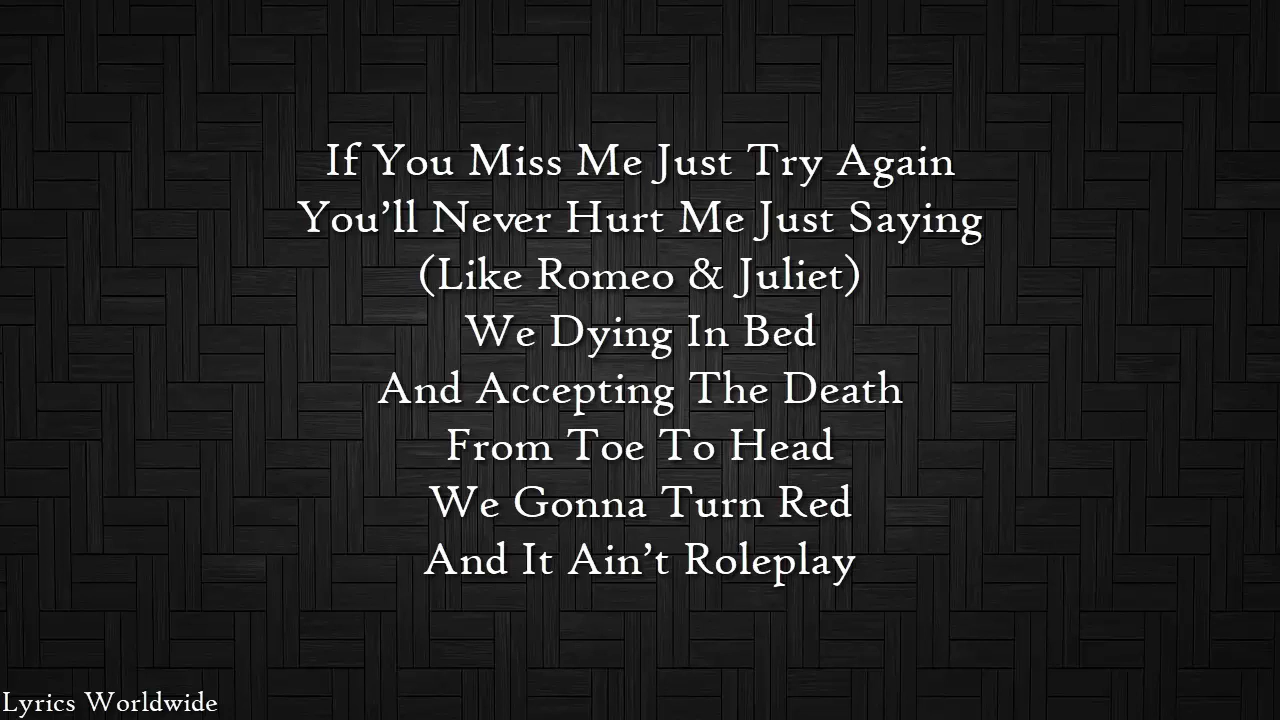 If You Miss Me Just Try Again
You’ll Never Hurt Me Just Saying
(Like Romeo & Juliet)
We Dying In Bed
And Accepting The Death
From Toe To Head
We Gonna Turn Red
And It Ain’t Roleplay
Lyrics Worldwide